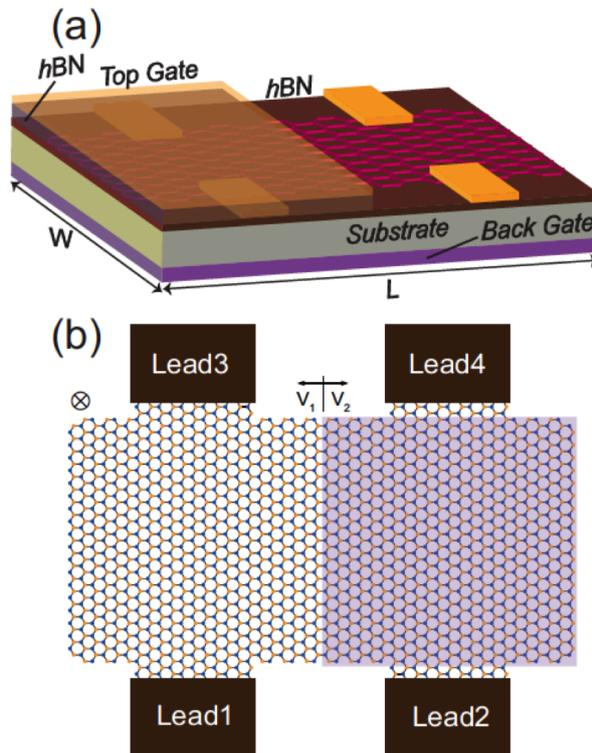 (a)
hBN
Top Gate
hBN
Substrate
Back Gate
W
L
(b)
Lead3
Lead4
⊗
V₁
V₂
Lead1
Lead2